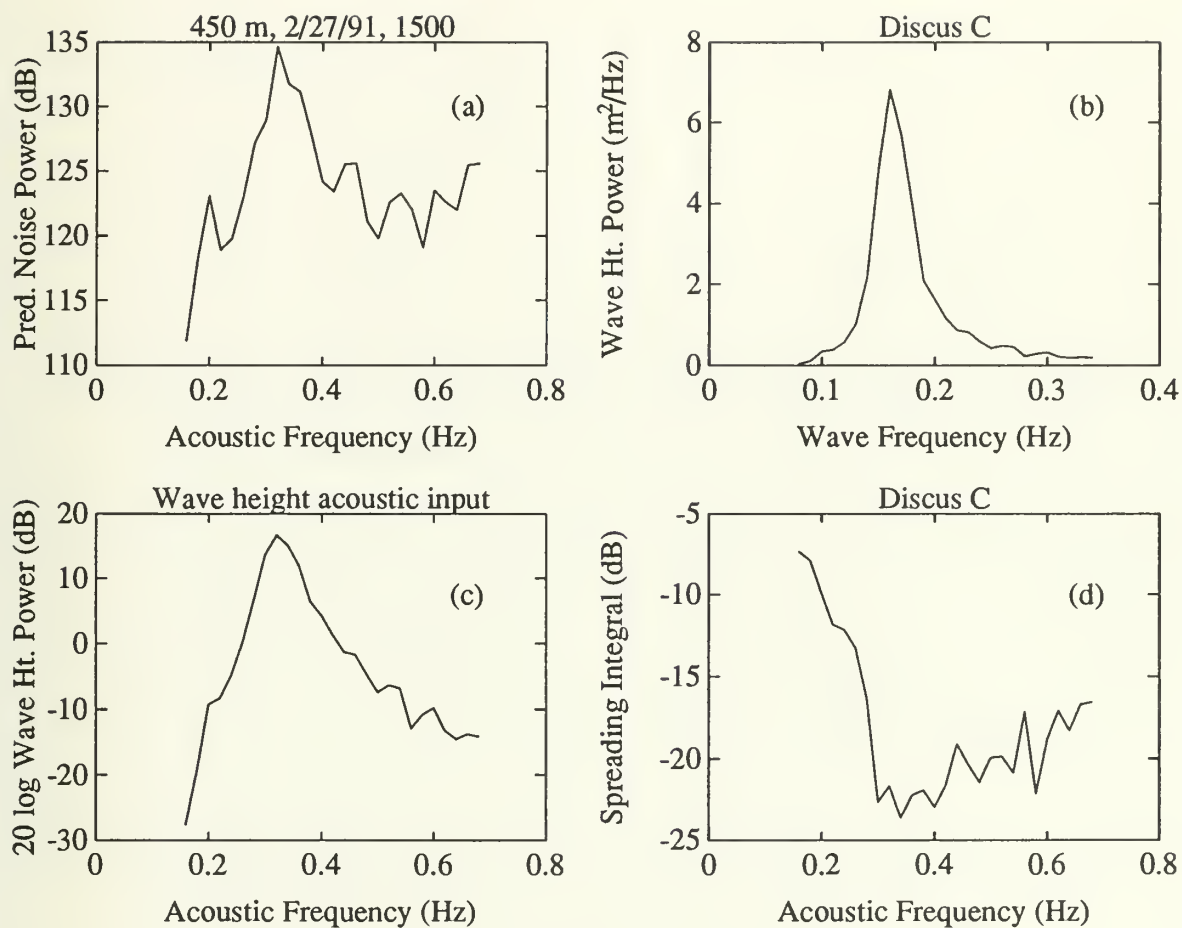 450 m, 2/27/91, 1500
Pred. Noise Power (dB)
135
130
125
120
115
110
(a)
0
0.2
0.4
0.6
0.8
Acoustic Frequency (Hz)
Discus C
Wave Ht. Power (m²/Hz)
8
6
4
2
0
(b)
0
0.1
0.2
0.3
0.4
Wave Frequency (Hz)
Wave height acoustic input
20 log Wave Ht. Power (dB)
20
10
0
-10
-20
-30
(c)
0
0.2
0.4
0.6
0.8
Acoustic Frequency (Hz)
Discus C
Spreading Integral (dB)
-5
-10
-15
-20
-25
(d)
0
0.2
0.4
0.6
0.8
Acoustic Frequency (Hz)